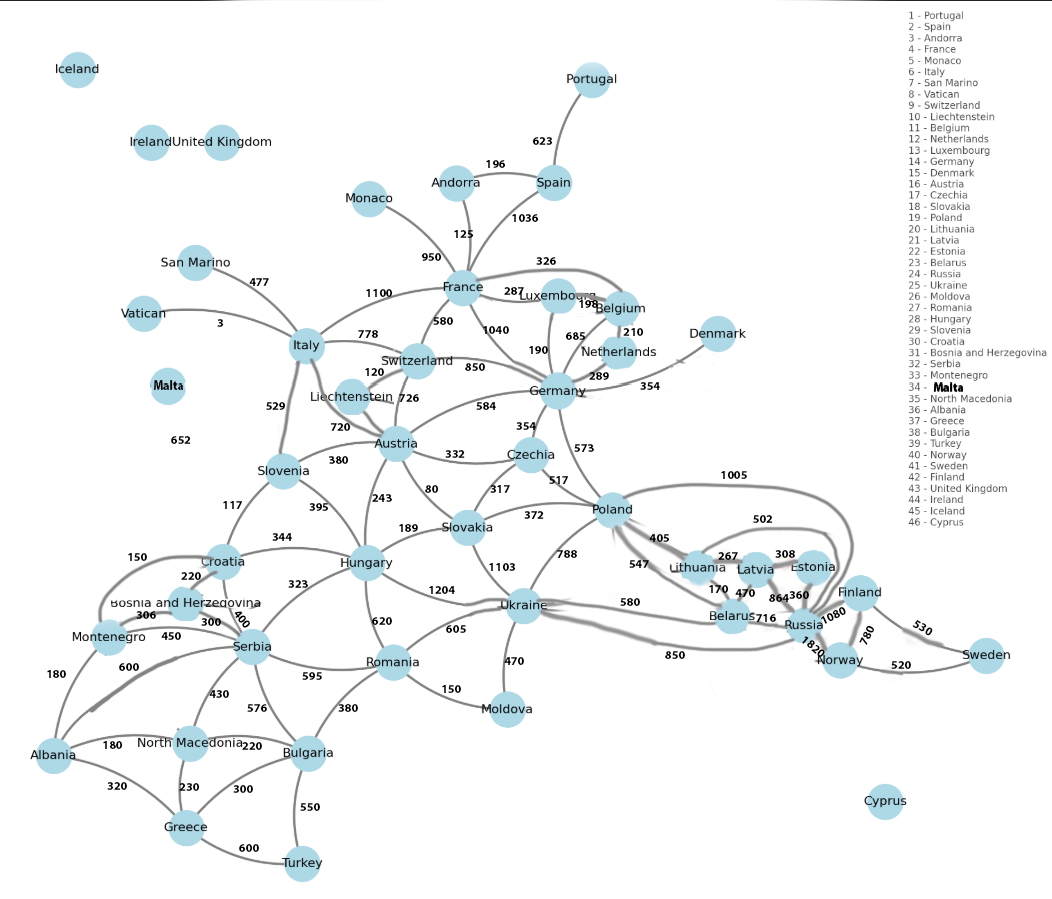 1 - Portugal
2 - Spain
3 - Andorra
4 - France
5 - Monaco
6 - Italy
7 - San Marino
8 - Vatican
9 - Switzerland
10 - Liechtenstein
11 - Belgium
12 - Netherlands
13 - Luxembourg
14 - Germany
15 - Denmark
16 - Austria
17 - Czechia
18 - Slovakia
19 - Poland
20 - Lithuania
21 - Latvia
22 - Estonia
23 - Belarus
24 - Russia
25 - Ukraine
26 - Moldova
27 - Romania
28 - Hungary
29 - Slovenia
30 - Croatia
31 - Bosnia and Herzegovina
32 - Serbia
33 - Montenegro
34 - Malta
35 - North Macedonia
36 - Albania
37 - Greece
38 - Bulgaria
39 - Turkey
40 - Norway
41 - Sweden
42 - Finland
43 - United Kingdom
44 - Ireland
45 - Iceland
46 - Cyprus
Iceland
Portugal
Ireland
United Kingdom
623
196
Andorra
Spain
Monaco
1036
125
950
326
San Marino
477
France
287
Luxembourg
1100
198
Belgium
Vatican
3
580
1040
685
210
Denmark
778
Italy
190
Netherlands
Switzerland
850
120
289
Malta
354
Germany
Liechtenstein
726
529
584
720
354
652
Austria
573
380
332
Czechia
Slovenia
1005
517
317
80
243
117
395
Poland
372
502
189
Slovakia
344
405
788
267
308
150
Croatia
Hungary
547
1103
Lithuania
Latvia
Estonia
220
323
1204
170
470
864
360
Finland
Bosnia and Herzegovina
580
Ukraine
306
300
400
620
605
Belarus
716
Russia
1080
530
Montenegro
450
780
Serbia
850
1820
Norway
Sweden
520
600
Romania
470
180
595
430
150
576
380
Moldova
180
North Macedonia
220
Albania
Bulgaria
320
230
300
Cyprus
550
Greece
600
Turkey